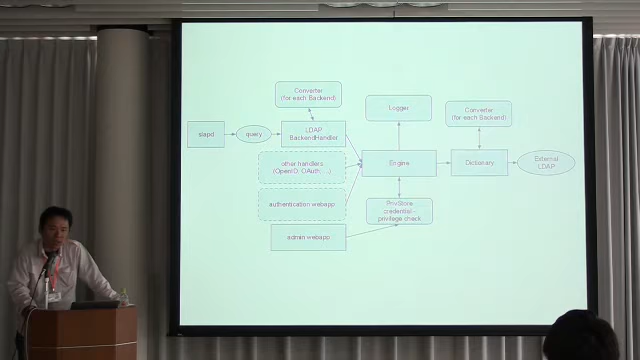 Converter
(for each Backend)
Logger
Converter
(for each Backend)
slapd
query
LDAP
BackendHandler
other handlers
(OpenID, OAuth, ...)
Engine
Dictionary
External
LDAP
authentication webapp
PrivStore
credential--
privilege check
admin webapp